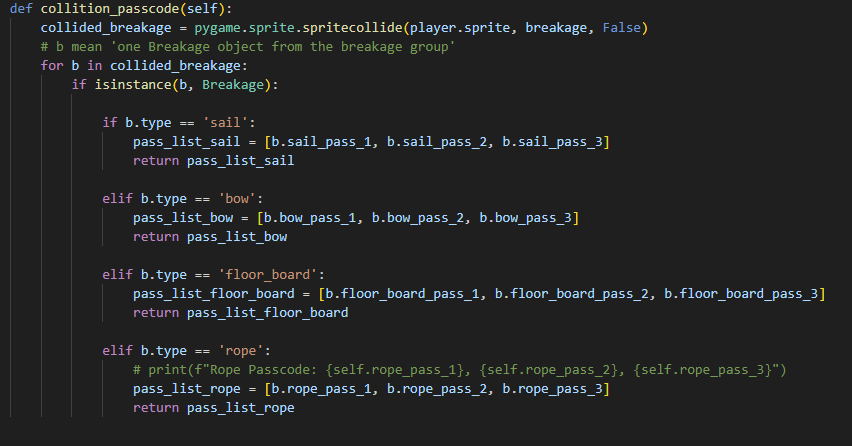 def collition_passcode(self):
collided_breakage = pygame.sprite.spritecollide(player.sprite, breakage, False)
# b mean 'one Breakage object from the breakage group'
for b in collided_breakage:
if isinstance(b, Breakage):
if b.type == 'sail':
pass_list_sail = [b.sail_pass_1, b.sail_pass_2, b.sail_pass_3]
return pass_list_sail
elif b.type == 'bow':
pass_list_bow = [b.bow_pass_1, b.bow_pass_2, b.bow_pass_3]
return pass_list_bow
elif b.type == 'floor_board':
pass_list_floor_board = [b.floor_board_pass_1, b.floor_board_pass_2, b.floor_board_pass_3]
return pass_list_floor_board
elif b.type == 'rope':
# print(f"Rope Passcode: {self.rope_pass_1}, {self.rope_pass_2}, {self.rope_pass_3}")
pass_list_rope = [b.rope_pass_1, b.rope_pass_2, b.rope_pass_3]
return pass_list_rope